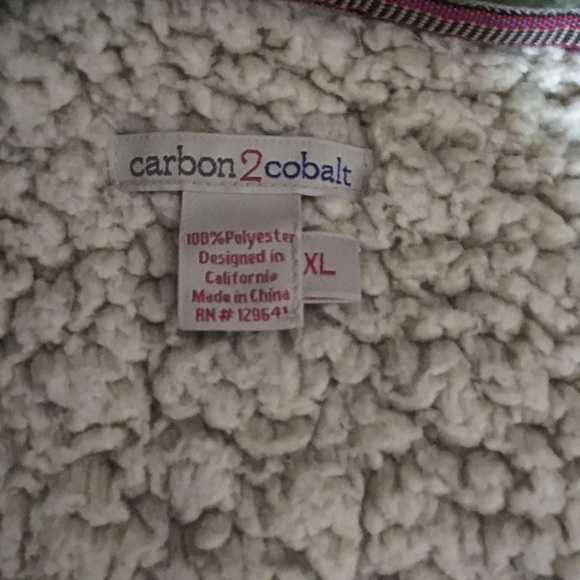 carbon2cobalt
100%Polyester
Designed in
California
Made in China
RN # 129641
XL